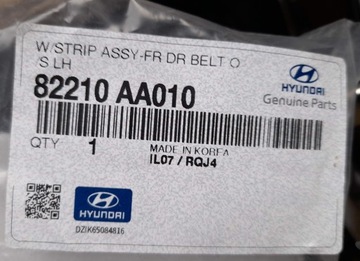 W/STRIP ASSY-FR DR BELT O
/S LH
82210 AA010
HYUNDAI
Genuine Parts
QTY 1
MADE IN KOREA
IL07 / RQJ4
HYUNDAI
DZIK65084816